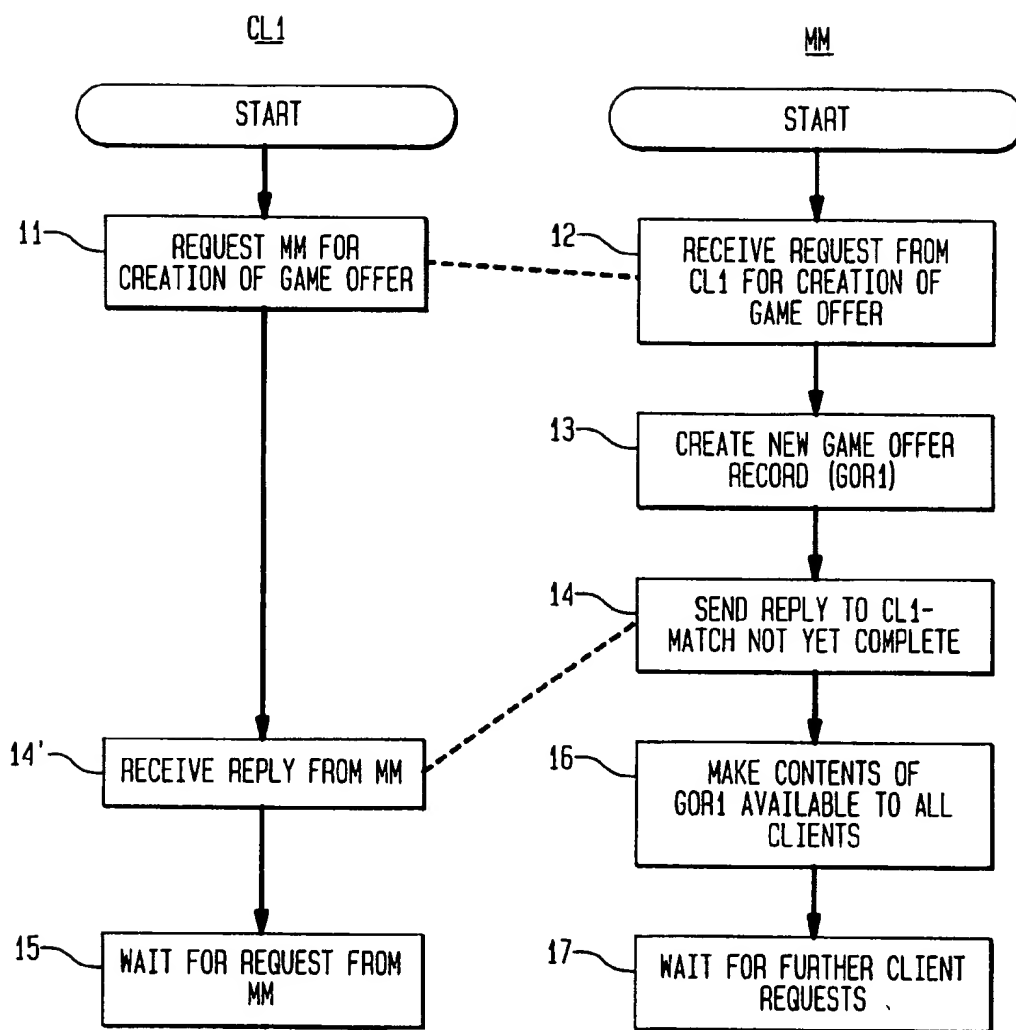 CL1
MM
START
START
11
REQUEST MM FOR
CREATION OF GAME OFFER
12
RECEIVE REQUEST FROM
CL1 FOR CREATION OF
GAME OFFER
13
CREATE NEW GAME OFFER
RECORD (GOR1)
14
SEND REPLY TO CL1-
MATCH NOT YET COMPLETE
14'
RECEIVE REPLY FROM MM
16
MAKE CONTENTS OF
GOR1 AVAILABLE TO ALL
CLIENTS
15
WAIT FOR REQUEST FROM
MM
17
WAIT FOR FURTHER CLIENT
REQUESTS